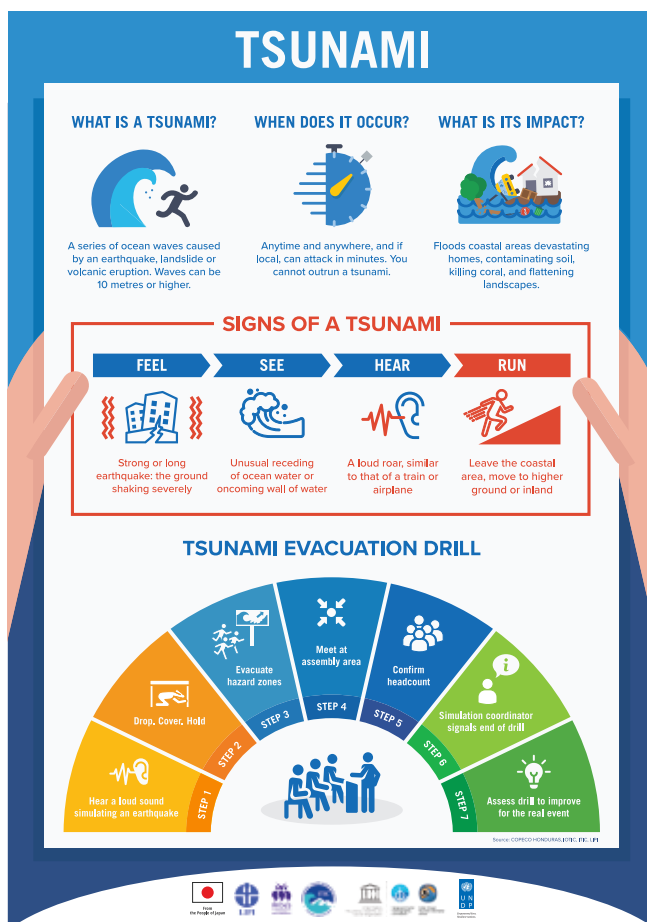 TSUNAMI
WHAT IS A TSUNAMI?
A series of ocean waves caused
by an earthquake, landslide or
volcanic eruption. Waves can be
10 metres or higher.
WHEN DOES IT OCCUR?
Anytime and anywhere, and if
local, can attack in minutes. You
cannot outrun a tsunami.
WHAT IS ITS IMPACT?
Floods coastal areas devastating
homes, contaminating soil,
killing coral, and flattening
landscapes.
SIGNS OF A TSUNAMI
FEEL
Strong or long
earthquake: the ground
shaking severely
SEE
Unusual receding
of ocean water or
oncoming wall of water
HEAR
A loud roar, similar
to that of a train or
airplane
RUN
Leave the coastal
area, move to higher
ground or inland
TSUNAMI EVACUATION DRILL
Hear a loud sound
simulating an earthquake
STEP 1
Drop, Cover, Hold
STEP 2
Evacuate
hazard zones
STEP 3
Meet at
assembly area
STEP 4
Confirm
headcount
STEP 5
i
Simulation coordinator
signals end of drill
STEP 6
Assess drill to improve
for the real event
STEP 7
Source: COPECO HONDURAS, IOTIC, ITIC, LIPI
From
the People of Japan
LIPI
U N
D P